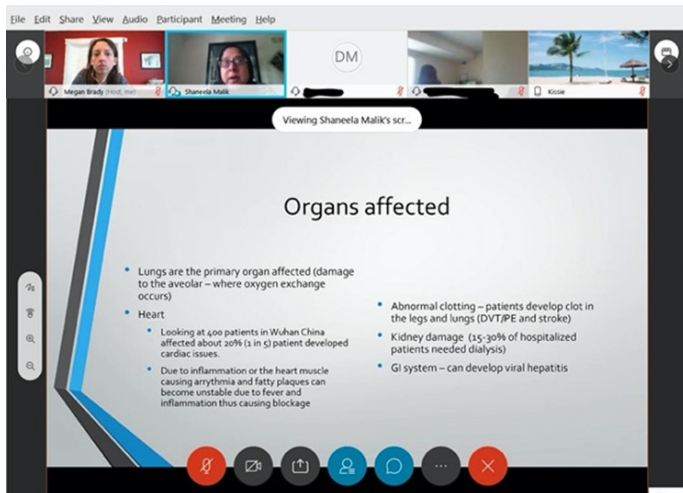 File Edit Share View Audio Participant Meeting Help
DM
Megan Brady (Host, me)
Shaneela Malik
Kissie
Viewing Shaneela Malik's scr...
Organs affected
Lungs are the primary organ affected (damage
to the aveolar – where oxygen exchange
occurs)
Heart
Looking at 400 patients in Wuhan China
affected about 20% (1 in 5) patient developed
cardiac issues.
Due to inflammation or the heart muscle
causing arrythmia and fatty plaques can
become unstable due to fever and
inflammation thus causing blockage
Abnormal clotting – patients develop clot in
the legs and lungs (DVT/PE and stroke)
Kidney damage (15-30% of hospitalized
patients needed dialysis)
GI system – can develop viral hepatitis